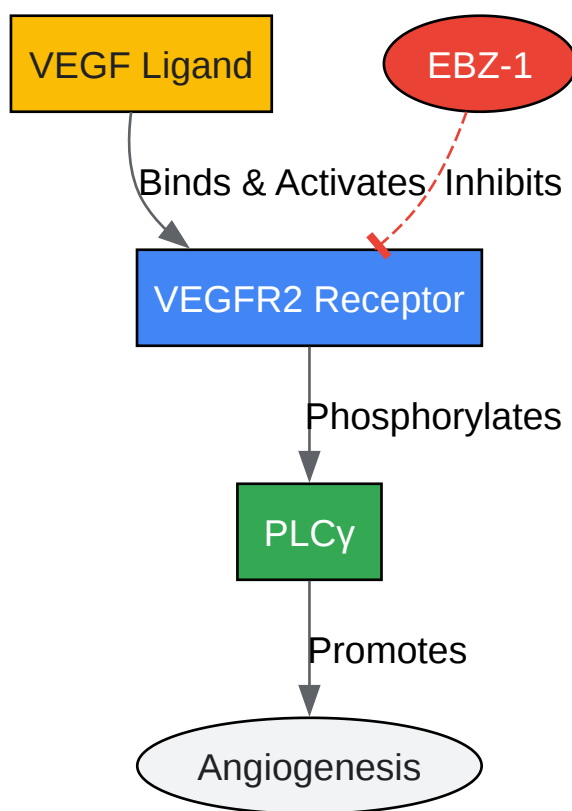 VEGF Ligand
EBZ-1
Binds & Activates
Inhibits
VEGFR2 Receptor
Phosphorylates
PLCγ
Promotes
Angiogenesis